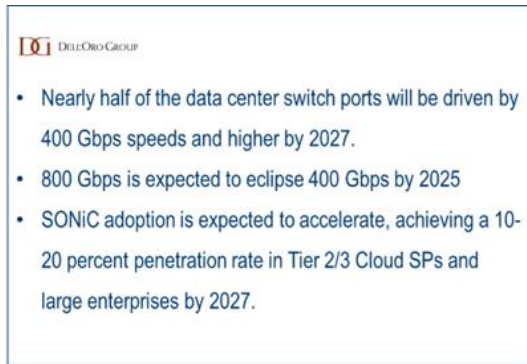 DG DELL'ORO GROUP
• Nearly half of the data center switch ports will be driven by
400 Gbps speeds and higher by 2027.
• 800 Gbps is expected to eclipse 400 Gbps by 2025
• SONiC adoption is expected to accelerate, achieving a 10-
20 percent penetration rate in Tier 2/3 Cloud SPs and
large enterprises by 2027.